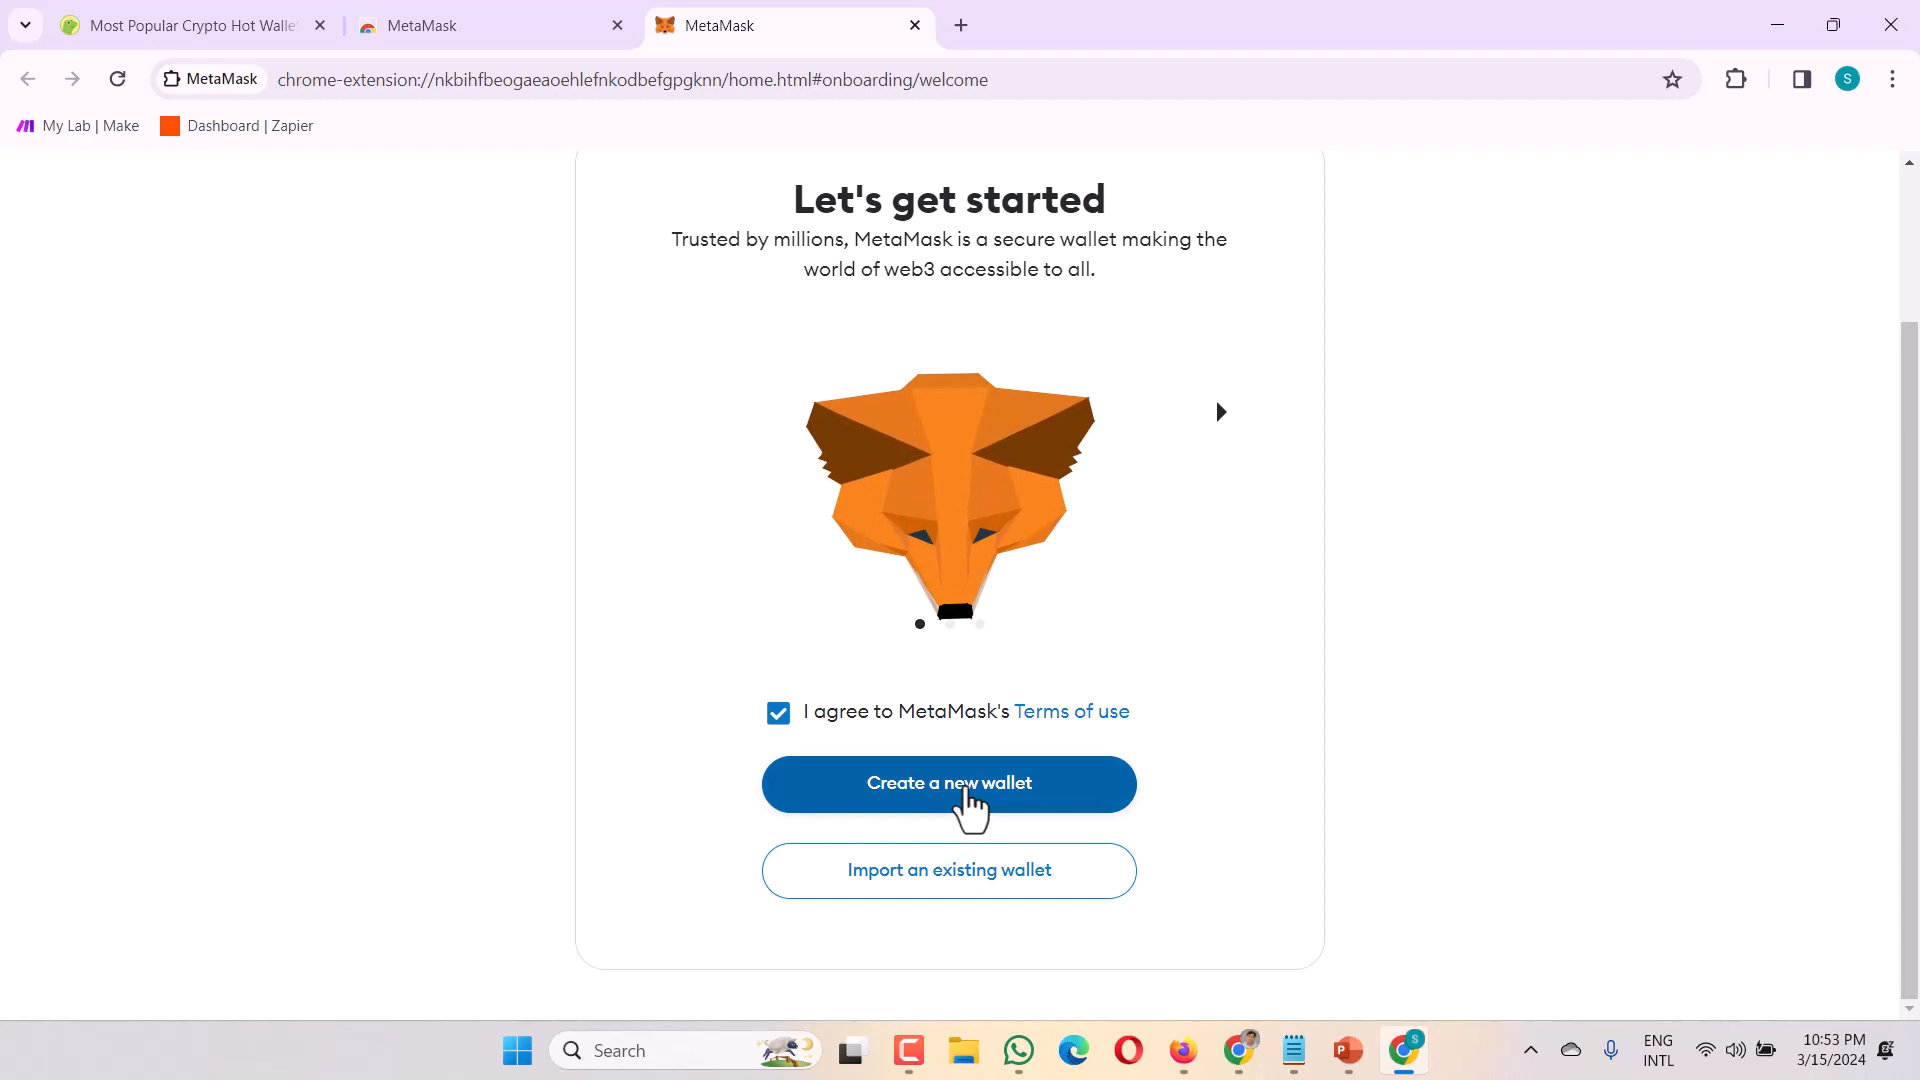 Most Popular Crypto Hot Walle
MetaMask
MetaMask
MetaMask
chrome-extension://nkbihfbeogaeaoehlefnkodbefgpgknn/home.html#onboarding/welcome
S
My Lab | Make
Dashboard | Zapier
Let's get started
Trusted by millions, MetaMask is a secure wallet making the
world of web3 accessible to all.
I agree to MetaMask's Terms of use
Create a new wallet
Import an existing wallet
Search
S
ENG
INTL
10:53 PM
3/15/2024